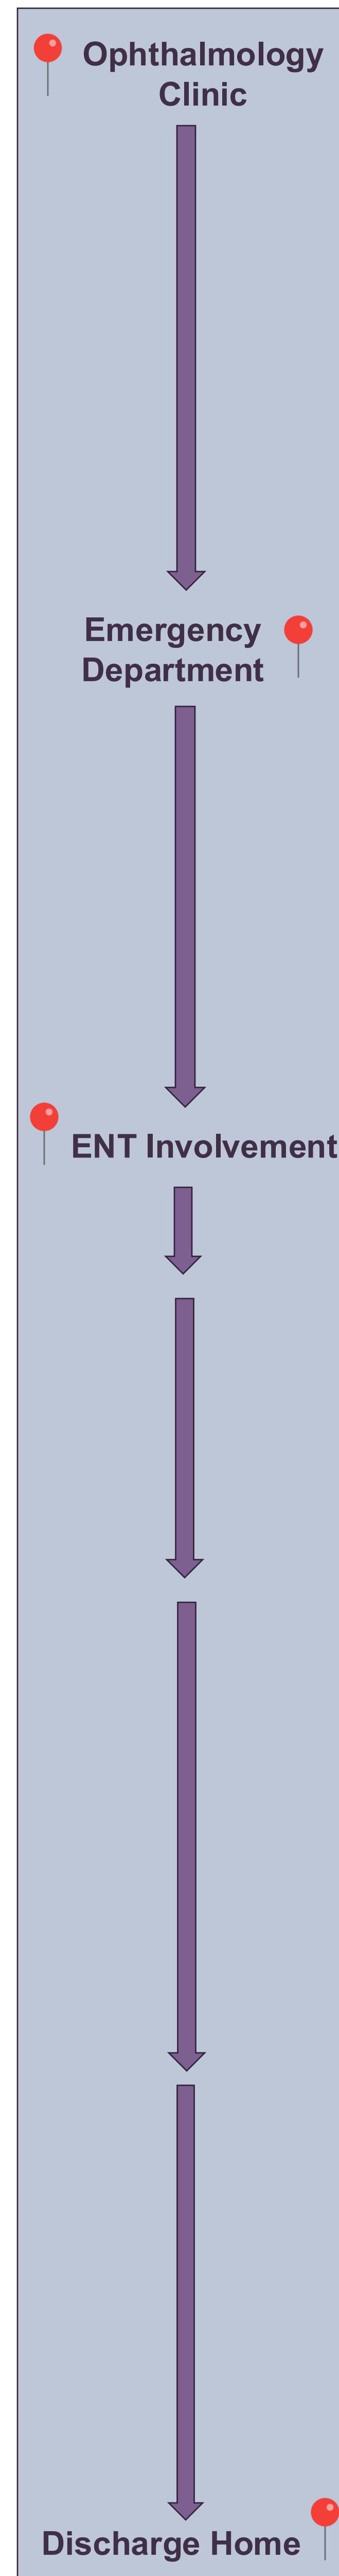 Ophthalmology
Clinic
Emergency
Department
ENT Involvement
Discharge Home